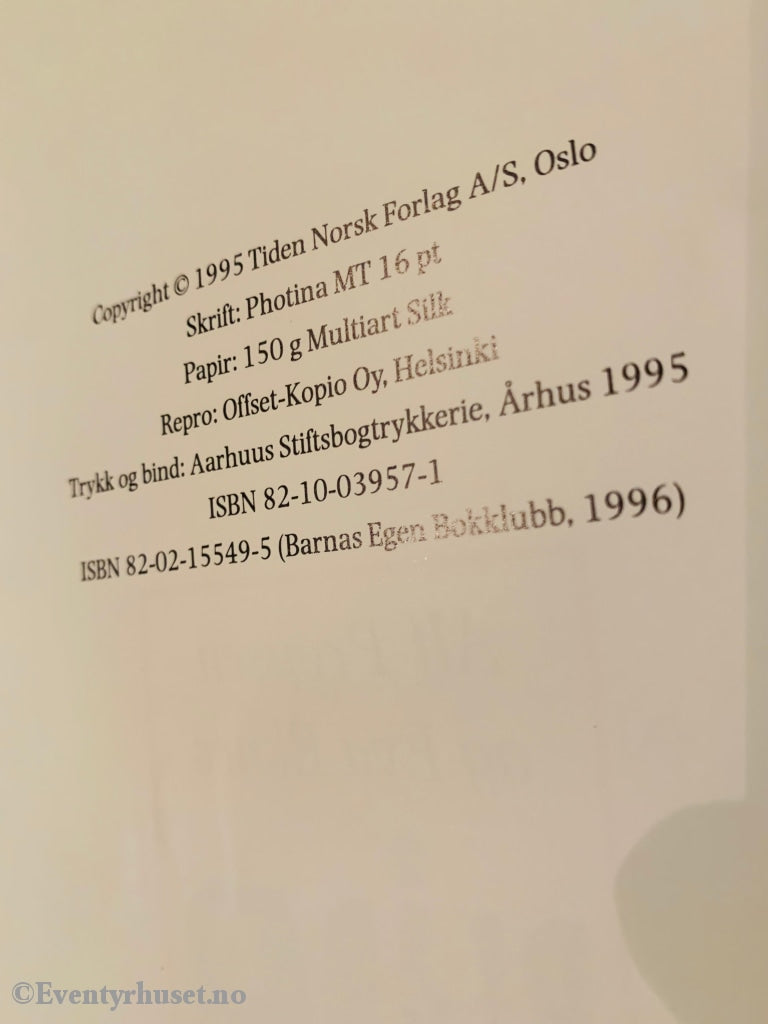 Copyright © 1995 Tiden Norsk Forlag A/S, Oslo
Skrift: Photina MT 16 pt
Papir: 150 g Multiart Silk
Repro: Offset-Kopio Oy, Helsinki
Trykk og bind: Aarhuus Stiftsbogtrykkerie, Århus 1995
ISBN 82-10-03957-1
ISBN 82-02-15549-5 (Barnas Egen Bokklubb, 1996)
©Eventyrhuset.no